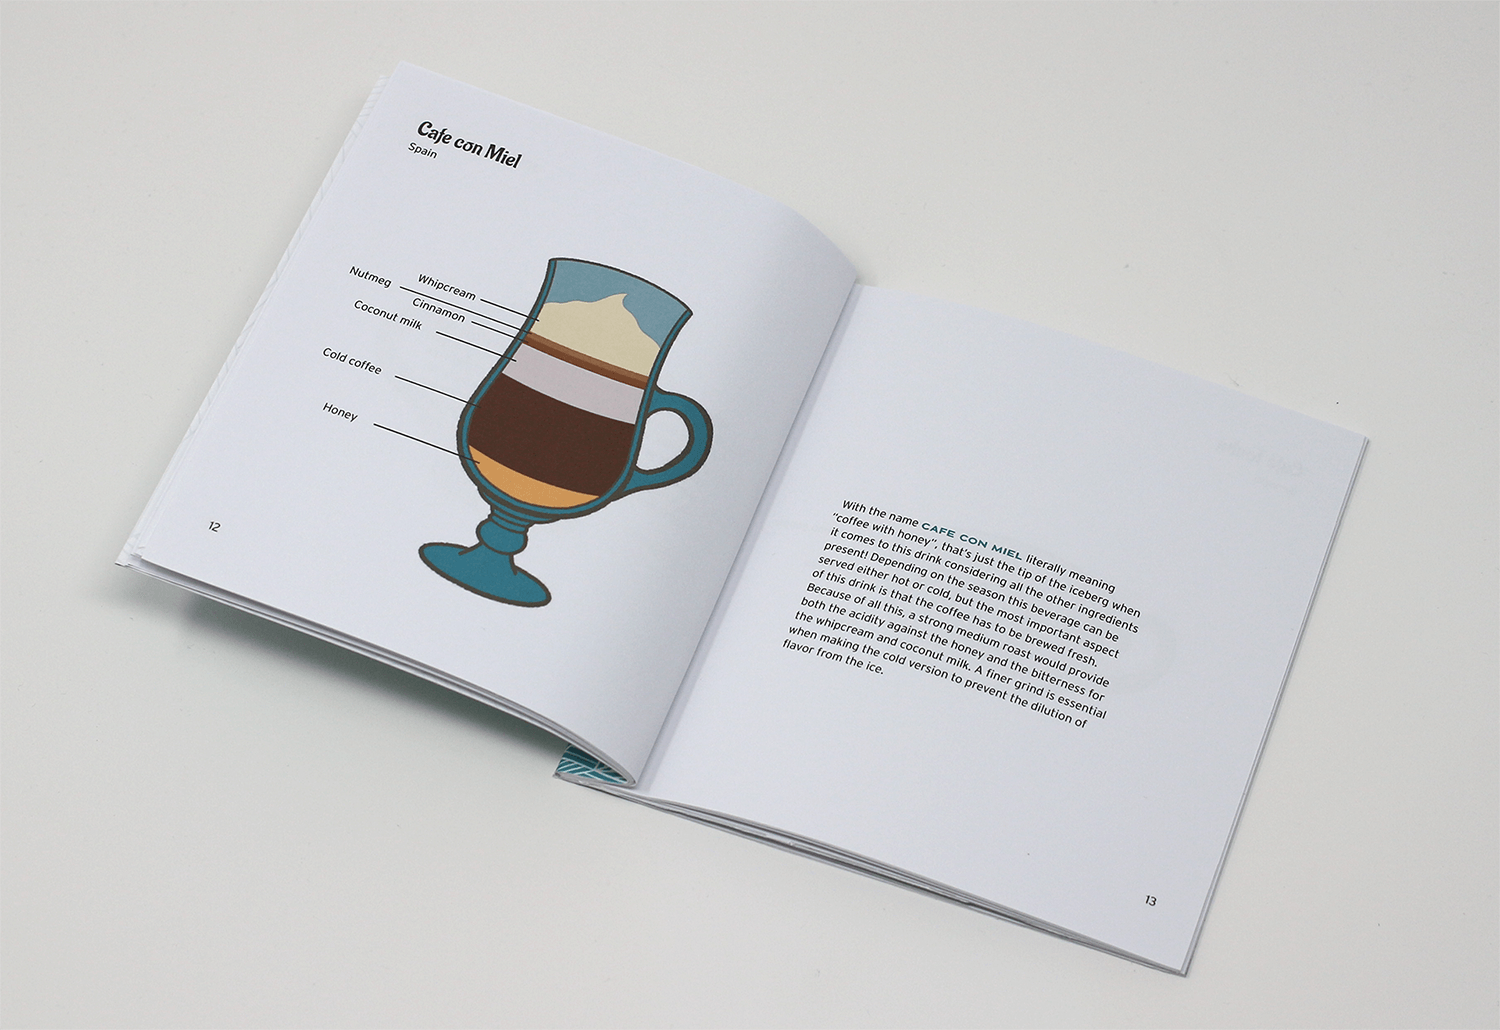 Cafe con Miel
Spain
Whipcream
Nutmeg
Cinnamon
Coconut milk
Cold coffee
Honey
12
With the name CAFE CON MIEL literally meaning
"coffee with honey", that's just the tip of the iceberg when
it comes to this drink considering all the other ingredients
present! Depending on the season this beverage can be
served either hot or cold, but the most important aspect
of this drink is that the coffee has to be brewed fresh.
Because of all this, a strong medium roast would provide
both the acidity against the honey and the bitterness for
the whipcream and coconut milk. A finer grind is essential
when making the cold version to prevent the dilution of
flavor from the ice.
13